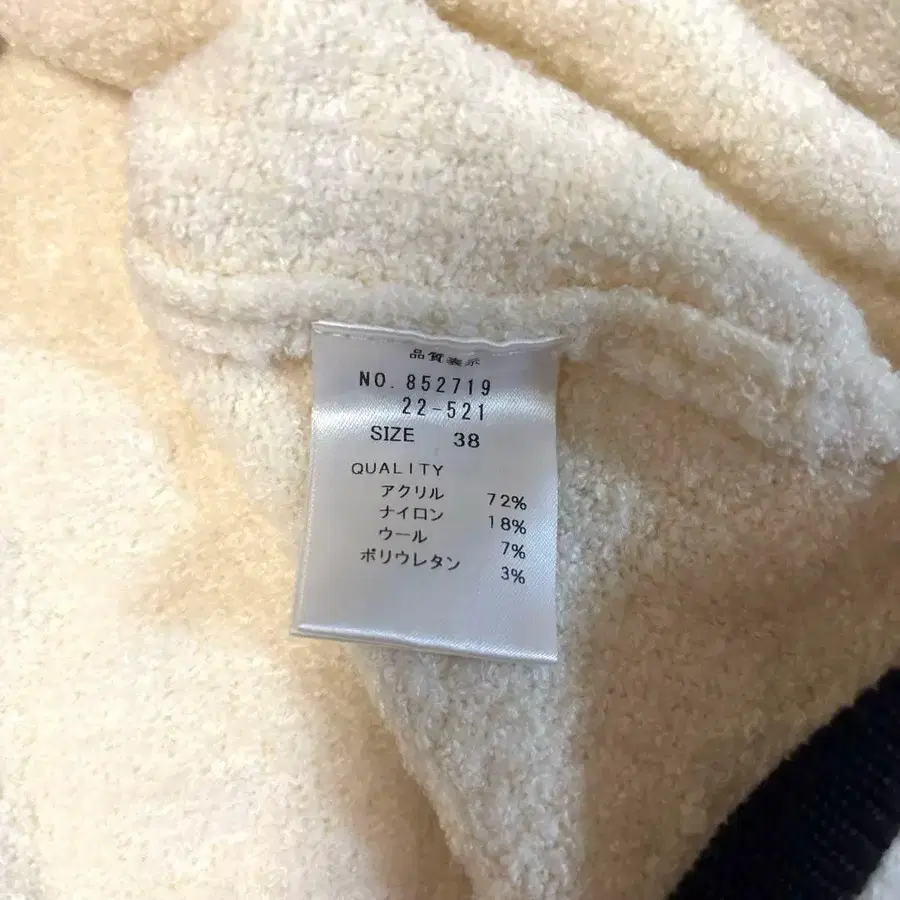 品質表示
NO. 852719
22-521
SIZE 38
QUALITY
アクリル 72%
ナイロン 18%
ウール 7%
ポリウレタン 3%